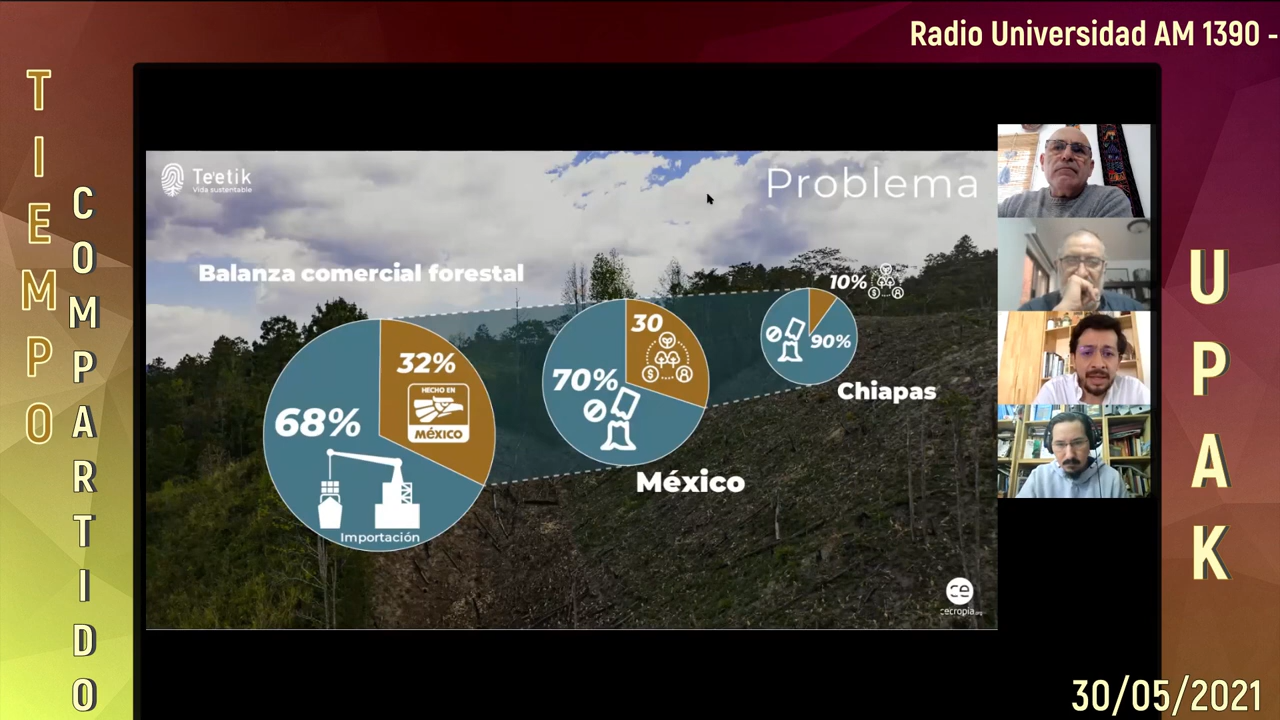 Radio Universidad AM 1390 -
TIEMPO
COMPARTIDO
Te'etik
Vida sustentable
Problema
Balanza comercial forestal
32%
HECHO EN
MÉXICO
68%
Importación
30
70%
México
10%
90%
Chiapas
ce
cecropia.org
UPAK
30/05/2021